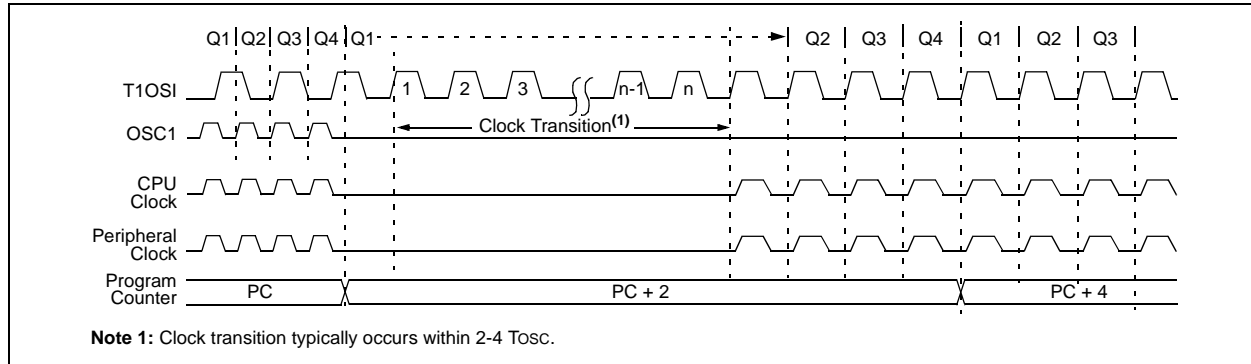 Q1 Q2 Q3 Q4 Q1 Q2 Q3 Q4 Q1 Q2 Q3
T1OSI 1 2 3 n-1 n
OSC1 Clock Transition(1)
CPU
Clock
Peripheral
Clock
Program
Counter PC PC + 2 PC + 4
Note 1: Clock transition typically occurs within 2-4 TOSC.